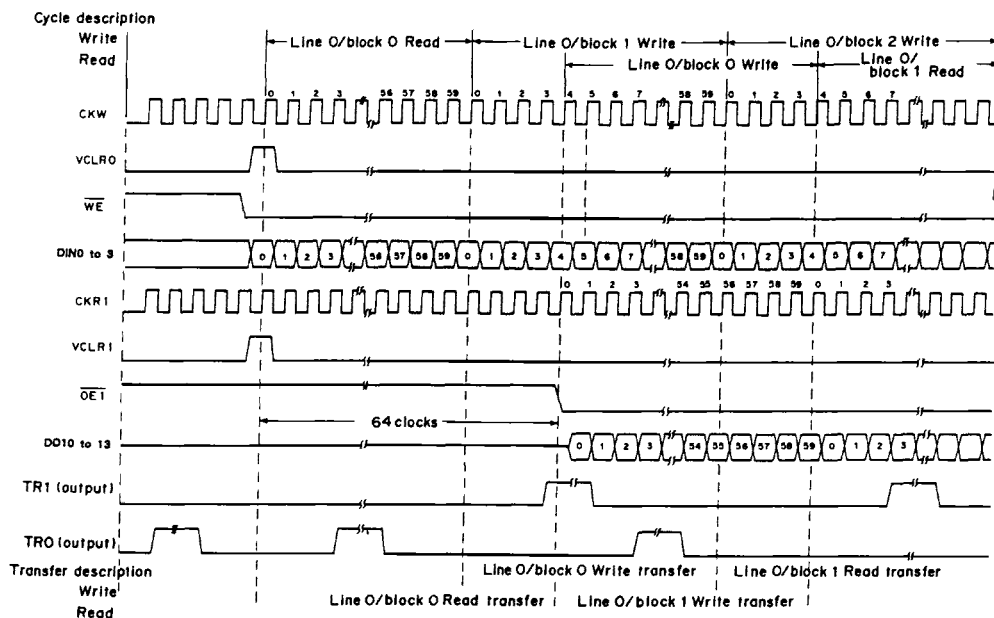 Cycle description
Write
Read
Line 0/block 0 Read
Line 0/block 1 Write
Line 0/block 2 Write
Line 0/block 0 Write
Line 0/
block 1 Read
0 1 2 3 56 57 58 59 0 1 2 3 4 5 6 7 58 59 0 1 2 3 4 5 6 7
CKW
VCLR0
WE
DIN0 to 3
0 1 2 3 56 57 58 59 0 1 2 3 4 5 6 7 58 59 0 1 2 3 4 5 6 7
0 1 2 3 54 55 56 57 58 59 0 1 2 3
CKR1
VCLR1
OE1
64 clocks
DO10 to 13
0 1 2 3 54 55 56 57 58 59 0 1 2 3
TR1 (output)
TR0 (output)
Transfer description
Write
Read
Line 0/block 0 Write transfer
Line 0/block 1 Read transfer
Line 0/block 0 Read transfer
Line 0/block 1 Write transfer